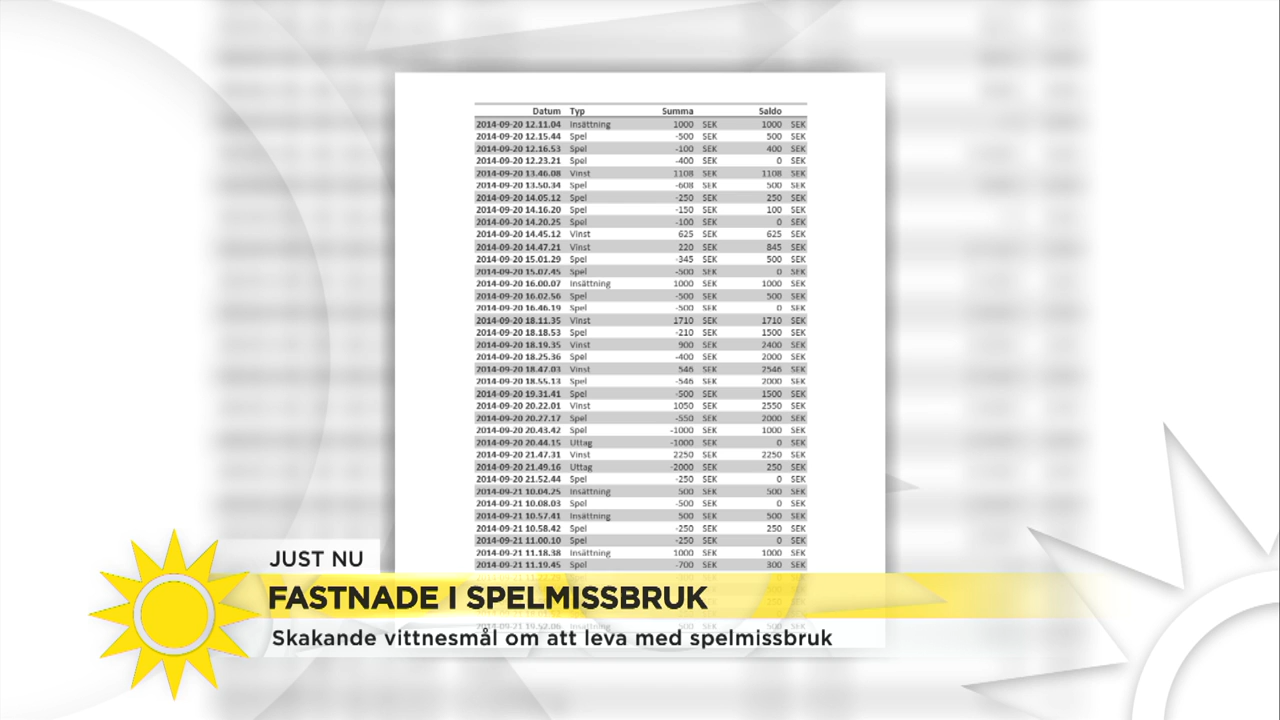 Datum Typ Summa Saldo
2014-09-20 12.11.04 Insättning 1000 SEK 1000 SEK
2014-09-20 12.15.44 Spel -500 SEK 500 SEK
2014-09-20 12.16.53 Spel -100 SEK 400 SEK
2014-09-20 12.23.21 Spel -400 SEK 0 SEK
2014-09-20 13.46.08 Vinst 1108 SEK 1108 SEK
2014-09-20 13.50.34 Spel -608 SEK 500 SEK
2014-09-20 14.05.12 Spel -250 SEK 250 SEK
2014-09-20 14.16.20 Spel -150 SEK 100 SEK
2014-09-20 14.20.25 Spel -100 SEK 0 SEK
2014-09-20 14.45.12 Vinst 625 SEK 625 SEK
2014-09-20 14.47.21 Vinst 220 SEK 845 SEK
2014-09-20 15.01.29 Spel -345 SEK 500 SEK
2014-09-20 15.07.45 Spel -500 SEK 0 SEK
2014-09-20 16.00.07 Insättning 1000 SEK 1000 SEK
2014-09-20 16.02.56 Spel -500 SEK 500 SEK
2014-09-20 16.46.19 Spel -500 SEK 0 SEK
2014-09-20 18.11.35 Vinst 1710 SEK 1710 SEK
2014-09-20 18.18.53 Spel -210 SEK 1500 SEK
2014-09-20 18.19.35 Vinst 900 SEK 2400 SEK
2014-09-20 18.25.36 Spel -400 SEK 2000 SEK
2014-09-20 18.47.03 Vinst 546 SEK 2546 SEK
2014-09-20 18.55.13 Spel -546 SEK 2000 SEK
2014-09-20 19.31.41 Spel -500 SEK 1500 SEK
2014-09-20 20.22.01 Vinst 1050 SEK 2550 SEK
2014-09-20 20.27.17 Spel -550 SEK 2000 SEK
2014-09-20 20.43.42 Spel -1000 SEK 1000 SEK
2014-09-20 20.44.15 Uttag -1000 SEK 0 SEK
2014-09-20 21.47.31 Vinst 2250 SEK 2250 SEK
2014-09-20 21.49.16 Uttag -2000 SEK 250 SEK
2014-09-20 21.52.44 Spel -250 SEK 0 SEK
2014-09-21 10.04.25 Insättning 500 SEK 500 SEK
2014-09-21 10.08.03 Spel -500 SEK 0 SEK
2014-09-21 10.57.41 Insättning 500 SEK 500 SEK
2014-09-21 10.58.42 Spel -250 SEK 250 SEK
2014-09-21 11.00.10 Spel -250 SEK 0 SEK
2014-09-21 11.18.38 Insättning 1000 SEK 1000 SEK
2014-09-21 11.19.45 Spel -700 SEK 300 SEK
JUST NU
FASTNADE I SPELMISSBRUK
Skakande vittnesmål om att leva med spelmissbruk